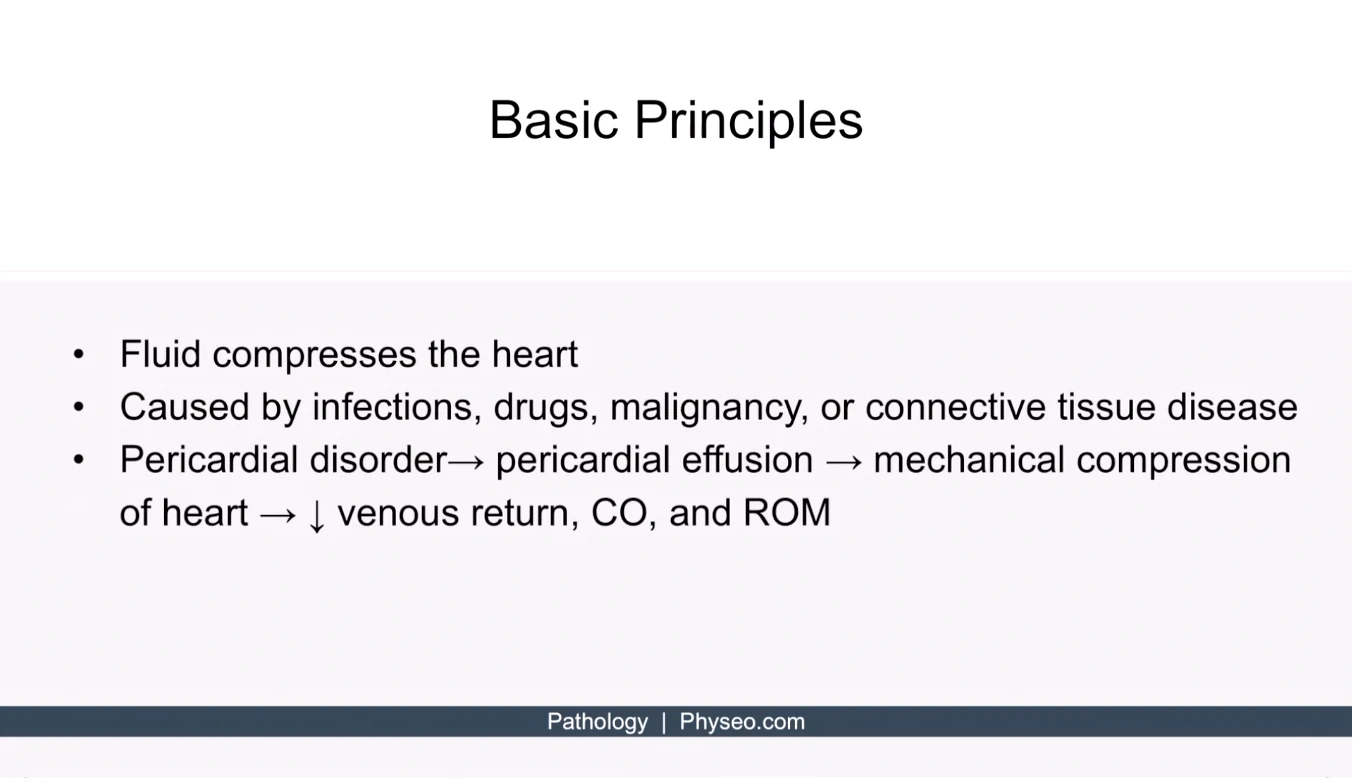 Basic Principles
• Fluid compresses the heart
• Caused by infections, drugs, malignancy, or connective tissue disease
• Pericardial disorder→ pericardial effusion → mechanical compression
of heart → ↓ venous return, CO, and ROM
Pathology | Physeo.com